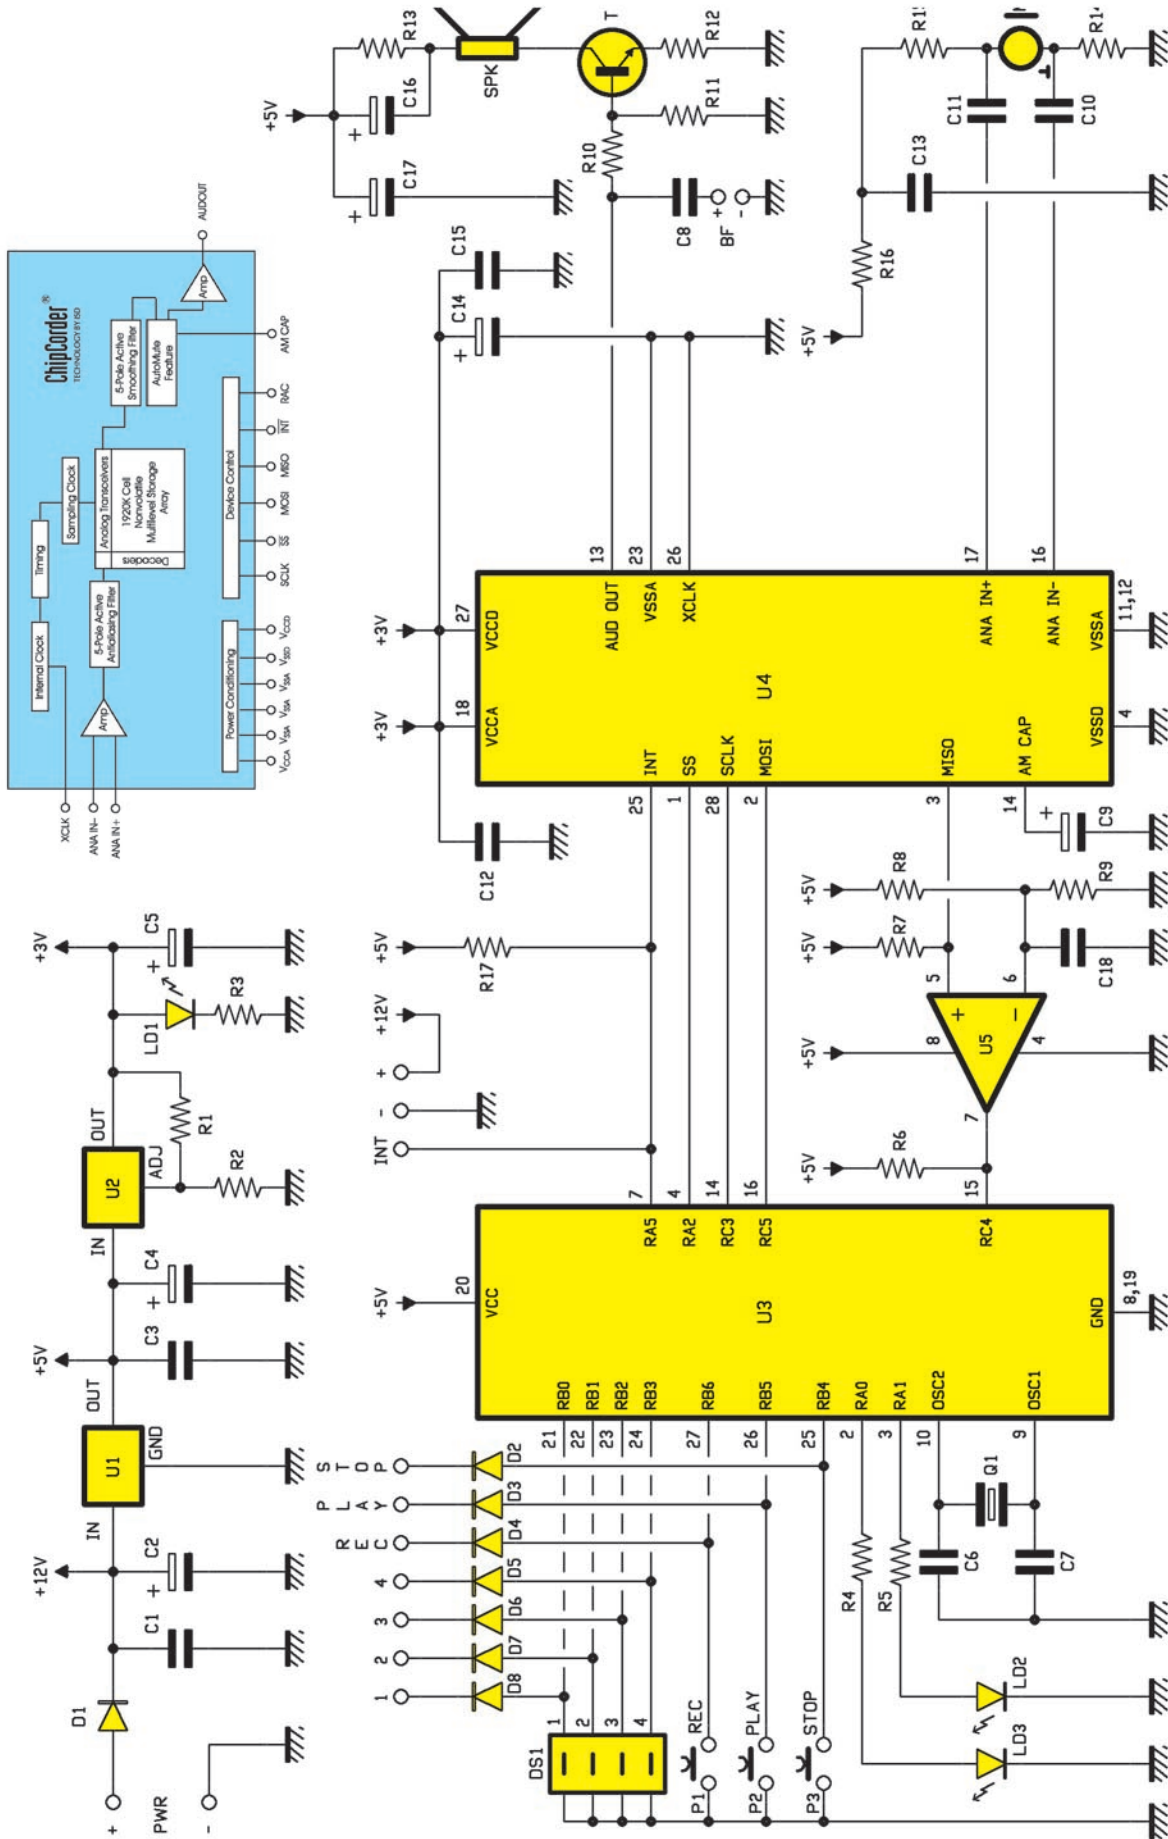 PWR
+
-
D1
C1
+12V
+
C2
IN
U1
GND
OUT
+5V
C3
+
C4
IN
U2
ADJ
OUT
R2
R1
LD1
R3
+3V
+
C5
XCLK
ANA IN-
ANA IN+
Internal Clock
Timing
Sampling Clock
Amp
5-Pole Active
Antialiasing Filter
Analog Transceivers
Decoders
1920K Cell
Nonvolatile
Multilevel Storage
Array
5-Pole Active
Smoothing Filter
AutoMute
Feature
Amp
AUDOUT
ChipCorder®
TECHNOLOGY BY ISD
Power Conditioning
Device Control
VCCA
VSSA
VSSA
VSSA
VSSD
VCCD
SCLK
SS
MOSI
MISO
INT
RAC
AM CAP
1
2
3
4
REC
PLAY
STOP
D8
D7
D6
D5
D4
D3
D2
DS1
1
2
3
4
P1
REC
P2
PLAY
P3
STOP
LD3
LD2
R4
R5
C6
C7
Q1
21
22
23
24
27
26
25
2
3
10
9
RB0
RB1
RB2
RB3
RB6
RB5
RB4
RA0
RA1
OSC2
OSC1
+5V
20
VCC
U3
GND
8,19
RA5
RA2
RC3
RC5
RC4
7
4
14
16
15
INT
-
+
+12V
+5V
R17
+5V
R6
7
U5
+
-
+5V
8
4
5
6
+5V
R7
+5V
R8
C18
R9
+
C9
C12
25
1
28
2
3
14
INT
SS
SCLK
MOSI
MISO
AM CAP
+3V
18
VCCA
+3V
27
VCCD
U4
VSSD
4
VSSA
11,12
AUD OUT
VSSA
XCLK
ANA IN+
ANA IN-
13
23
26
17
16
+
C14
C15
+
C17
+5V
+
C16
R13
SPK
T
R12
R11
R10
C8
+
-
BF
+5V
R16
C13
C11
C10